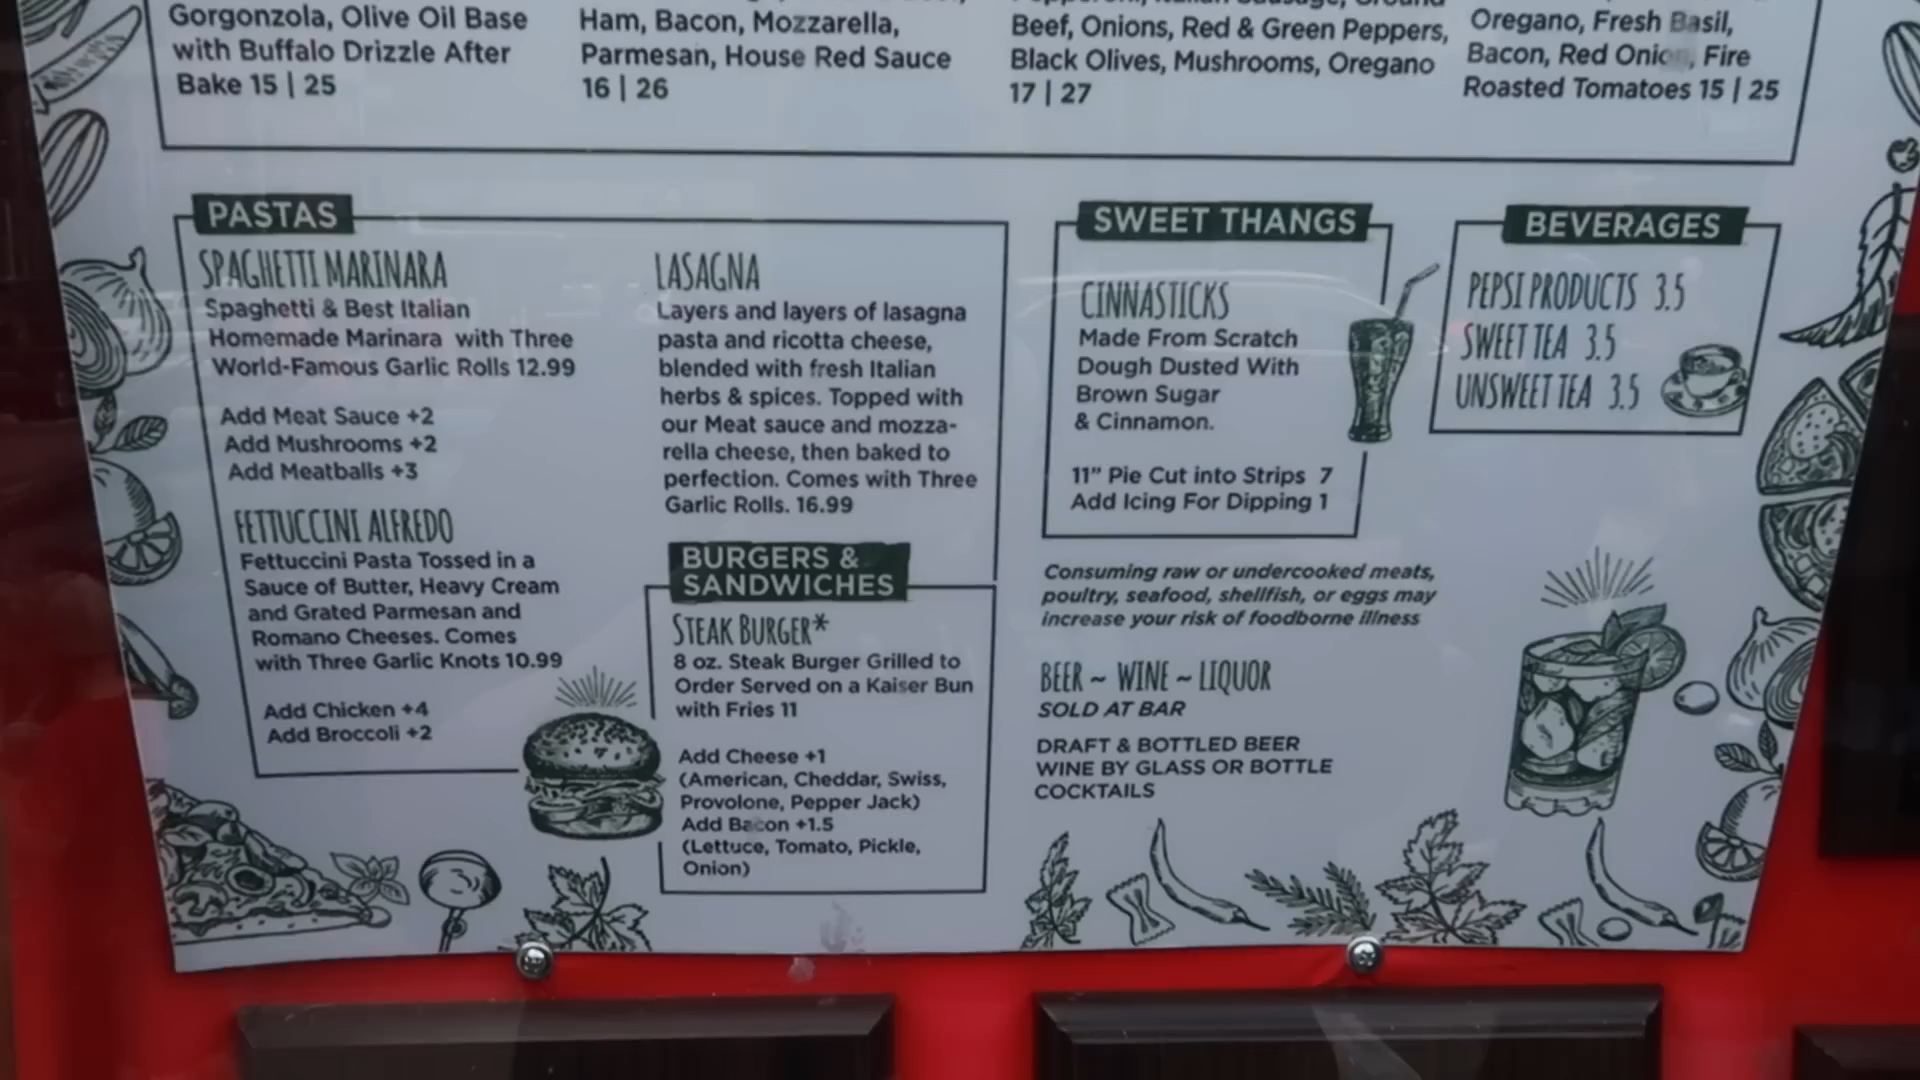 Gorgonzola, Olive Oil Base
with Buffalo Drizzle After
Bake 15 | 25
Ham, Bacon, Mozzarella,
Parmesan, House Red Sauce
16 | 26
Beef, Onions, Red & Green Peppers,
Black Olives, Mushrooms, Oregano
17 | 27
Oregano, Fresh Basil,
Bacon, Red Onion, Fire
Roasted Tomatoes 15 | 25
PASTAS
SPAGHETTI MARINARA
Spaghetti & Best Italian
Homemade Marinara with Three
World-Famous Garlic Rolls 12.99
Add Meat Sauce +2
Add Mushrooms +2
Add Meatballs +3
FETTUCCINI ALFREDO
Fettuccini Pasta Tossed in a
Sauce of Butter, Heavy Cream
and Grated Parmesan and
Romano Cheeses. Comes
with Three Garlic Knots 10.99
Add Chicken +4
Add Broccoli +2
LASAGNA
Layers and layers of lasagna
pasta and ricotta cheese,
blended with fresh Italian
herbs & spices. Topped with
our Meat sauce and mozza-
rella cheese, then baked to
perfection. Comes with Three
Garlic Rolls. 16.99
BURGERS &
SANDWICHES
STEAK BURGER*
8 oz. Steak Burger Grilled to
Order Served on a Kaiser Bun
with Fries 11
Add Cheese +1
(American, Cheddar, Swiss,
Provolone, Pepper Jack)
Add Bacon +1.5
(Lettuce, Tomato, Pickle,
Onion)
SWEET THANGS
CINNASTICKS
Made From Scratch
Dough Dusted With
Brown Sugar
& Cinnamon.
11" Pie Cut into Strips 7
Add Icing For Dipping 1
BEVERAGES
PEPSI PRODUCTS 3.5
SWEET TEA 3.5
UNSWEET TEA 3.5
Consuming raw or undercooked meats,
poultry, seafood, shellfish, or eggs may
increase your risk of foodborne illness
BEER ~ WINE ~ LIQUOR
SOLD AT BAR
DRAFT & BOTTLED BEER
WINE BY GLASS OR BOTTLE
COCKTAILS